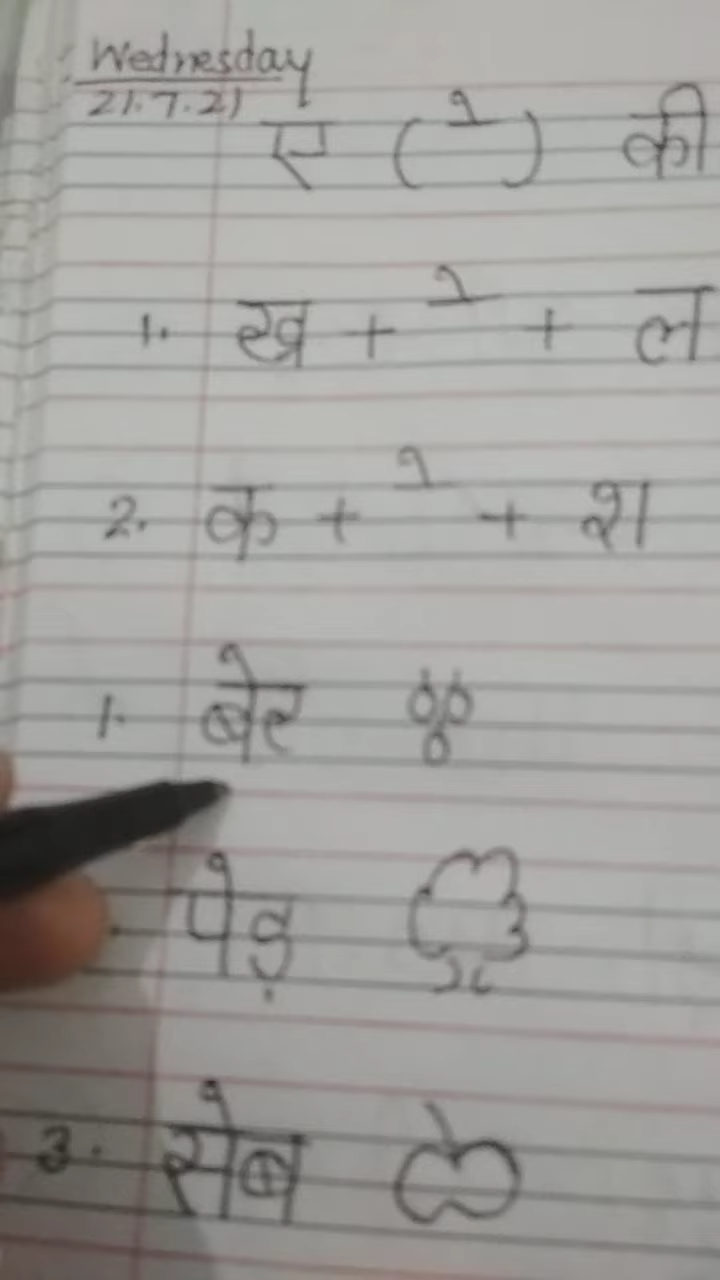 Wednesday
21.7.21
ए ( े ) की
1. ख + े + ल
2. क + े + श
1. बेर
पेड़
3. सेब